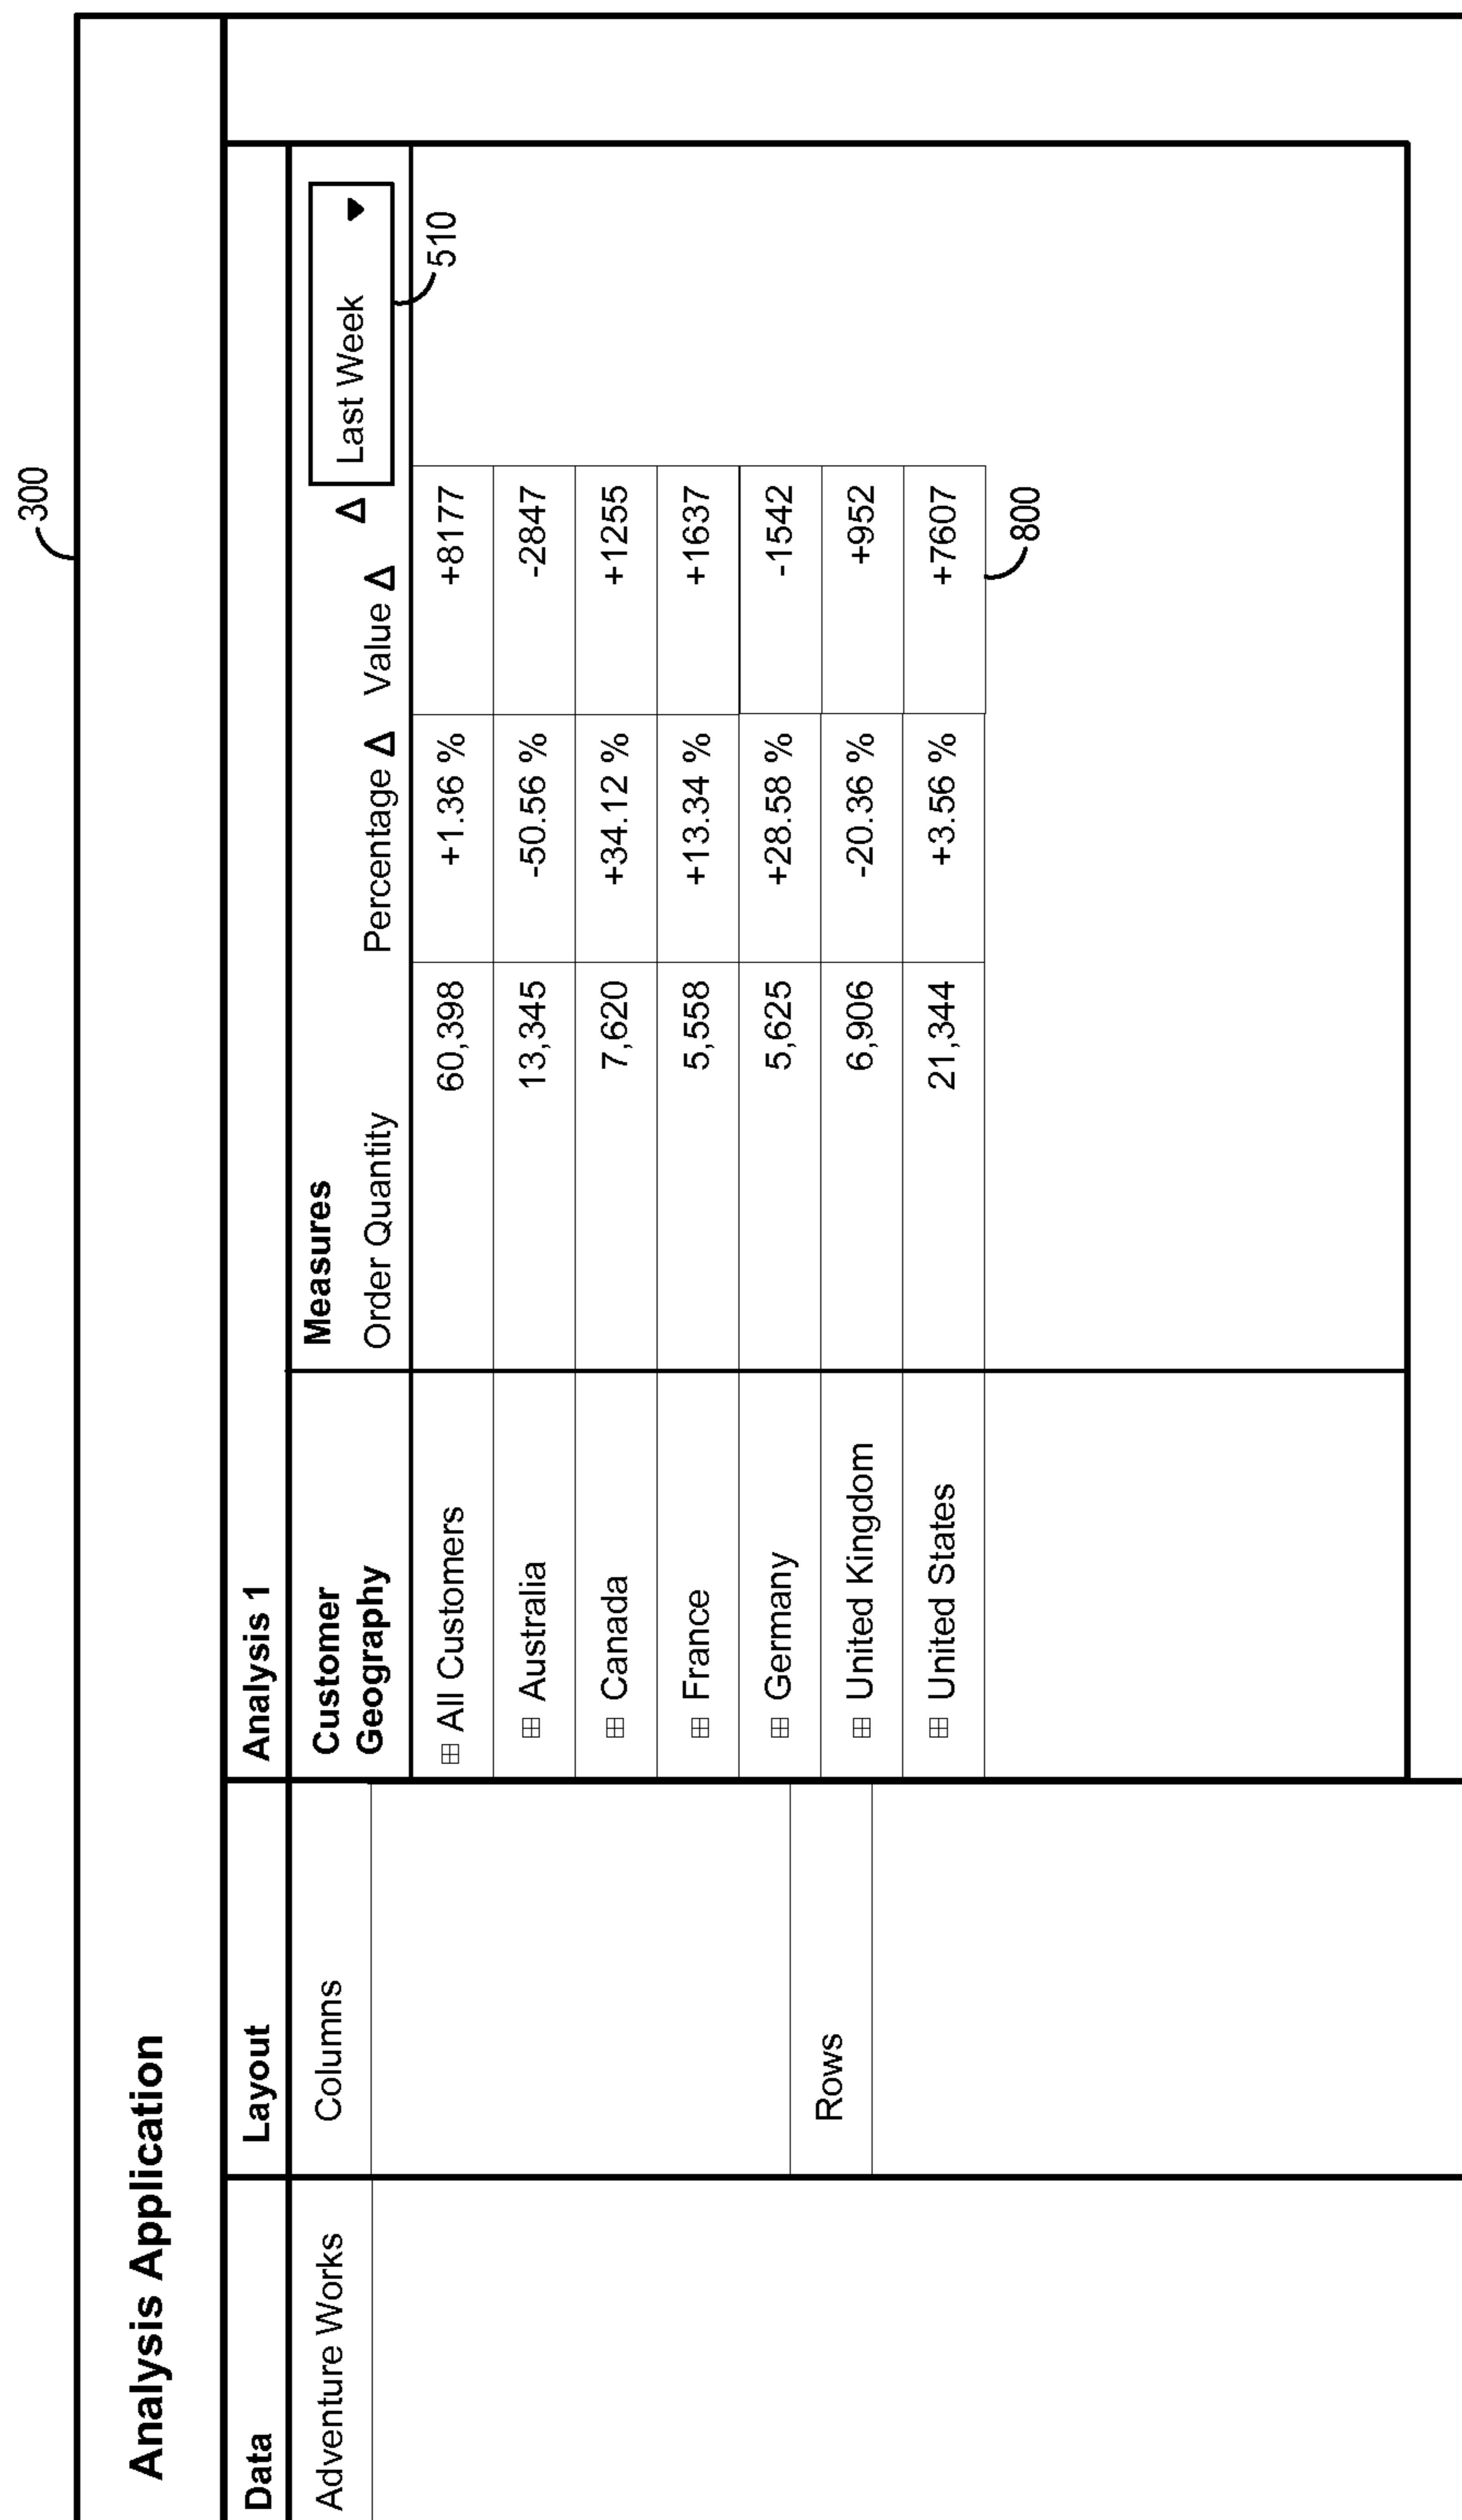 300
Analysis Application
Data
Layout
Analysis 1
Adventure Works
Columns
Rows
Customer
Geography
Measures
Δ Last Week ▼
Order Quantity Percentage Δ Value Δ
510
⊞ All Customers 60,398 +1.36 % +8177
⊞ Australia 13,345 -50.56 % -2847
⊞ Canada 7,620 +34.12 % +1255
⊞ France 5,558 +13.34 % +1637
⊞ Germany 5,625 +28.58 % -1542
⊞ United Kingdom 6,906 -20.36 % +952
⊞ United States 21,344 +3.56 % +7607
800